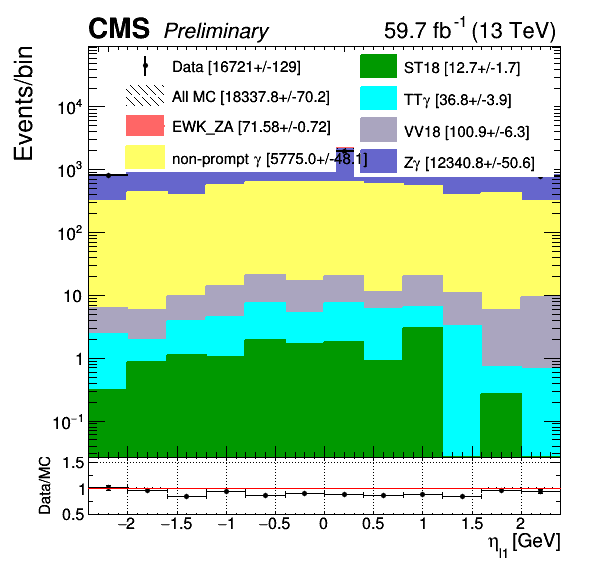 CMS Preliminary 59.7 fb⁻¹ (13 TeV)
Events/bin
Data [16721+/-129]
All MC [18337.8+/-70.2]
EWK_ZA [71.58+/-0.72]
non-prompt γ [5775.0+/-48.1]
ST18 [12.7+/-1.7]
TTγ [36.8+/-3.9]
VV18 [100.9+/-6.3]
Zγ [12340.8+/-50.6]
10⁴
10³
10²
10
1
10⁻¹
Data/MC
1.5
1
0.5
−2 −1.5 −1 −0.5 0 0.5 1 1.5 2
η_l1 [GeV]